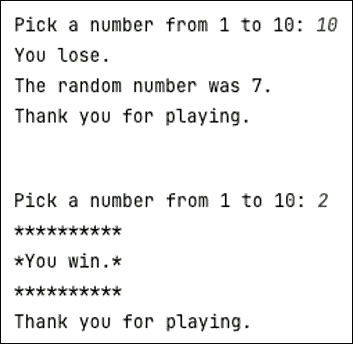 Pick a number from 1 to 10: 10
You lose.
The random number was 7.
Thank you for playing.
Pick a number from 1 to 10: 2
**********
*You win.*
**********
Thank you for playing.